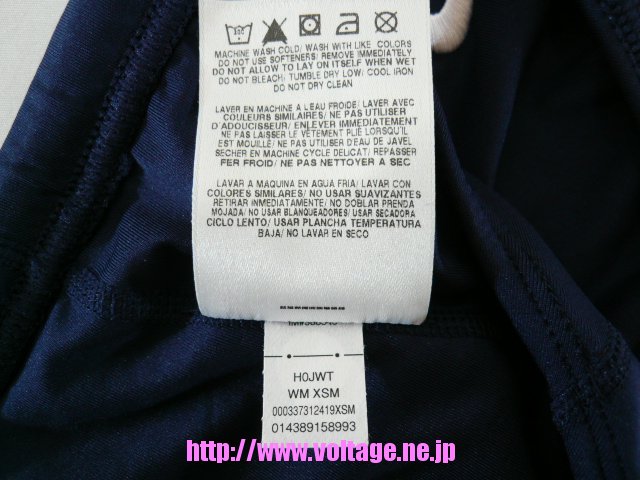 MACHINE WASH COLD/ WASH WITH LIKE COLORS
DO NOT USE SOFTENERS/ REMOVE IMMEDIATELY
DO NOT ALLOW TO LAY ON ITSELF WHEN WET
DO NOT BLEACH/ TUMBLE DRY LOW/ COOL IRON
DO NOT DRY CLEAN
LAVER EN MACHINE A L'EAU FROIDE/ LAVER AVEC
COULEURS SIMILAIRES/ NE PAS UTILISER
D'ADOUCISSEUR/ ENLEVER IMMEDIATEMENT
NE PAS LAISSER LE VÊTEMENT PLIE LORSQU'IL
EST MOUILLÉ/ NE PAS UTILISER D'EAU DE JAVEL
SECHER EN MACHINE CYCLE DELICAT/ REPASSER
FER FROID/ NE PAS NETTOYER A SEC
LAVAR A MAQUINA EN AGUA FRIA/ LAVAR CON
COLORES SIMILARES/ NO USAR SUAVIZANTES
RETIRAR INMEDIATAMENTE/ NO DOBLAR PRENDA
MOJADA/ NO USAR BLANQUEADORES/ USAR SECADORA
CICLO LENTO/ USAR PLANCHA TEMPERATURA
BAJA/ NO LAVAR EN SECO
H0JWT
WM XSM
000337312419XSM
014389158993
http://www.voltage.ne.jp